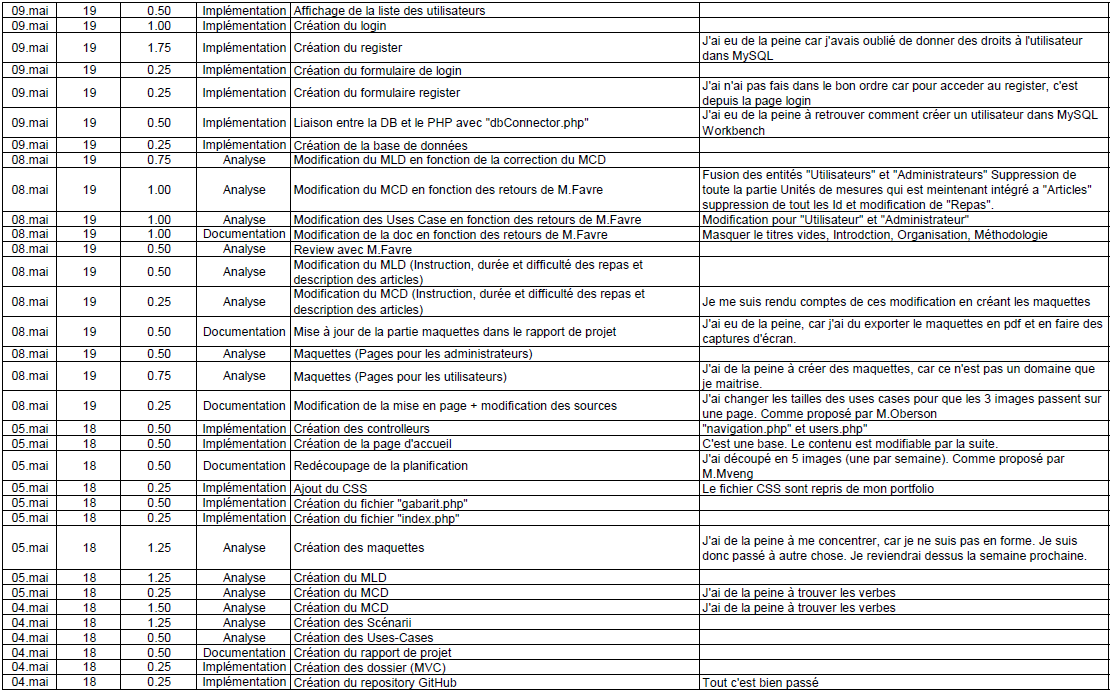 09.mai 19 0.50 Implémentation Affichage de la liste des utilisateurs
09.mai 19 1.00 Implémentation Création du login
09.mai 19 1.75 Implémentation Création du register J'ai eu de la peine car j'avais oublié de donner des droits à l'utilisateur
dans MySQL
09.mai 19 0.25 Implémentation Création du formulaire de login
09.mai 19 0.25 Implémentation Création du formulaire register J'ai n'ai pas fais dans le bon ordre car pour acceder au register, c'est
depuis la page login
09.mai 19 0.50 Implémentation Liaison entre la DB et le PHP avec "dbConnector.php" J'ai eu de la peine à retrouver comment créer un utilisateur dans MySQL
Workbench
09.mai 19 0.25 Implémentation Création de la base de données
08.mai 19 0.75 Analyse Modification du MLD en fonction de la correction du MCD
08.mai 19 1.00 Analyse Modification du MCD en fonction des retours de M.Favre Fusion des entités "Utilisateurs" et "Administrateurs" Suppression de
toute la partie Unités de mesures qui est meintenant intégré a "Articles"
suppression de tout les Id et modification de "Repas".
08.mai 19 1.00 Analyse Modification des Uses Case en fonction des retours de M.Favre Modification pour "Utilisateur" et "Administrateur"
08.mai 19 1.00 Documentation Modification de la doc en fonction des retours de M.Favre Masquer le titres vides, Introdction, Organisation, Méthodologie
08.mai 19 0.50 Analyse Review avec M.Favre
08.mai 19 0.50 Analyse Modification du MLD (Instruction, durée et difficulté des repas et
description des articles)
08.mai 19 0.25 Analyse Modification du MCD (Instruction, durée et difficulté des repas et
description des articles) Je me suis rendu comptes de ces modification en créant les maquettes
08.mai 19 0.50 Documentation Mise à jour de la partie maquettes dans le rapport de projet J'ai eu de la peine, car j'ai du exporter le maquettes en pdf et en faire des
captures d'écran.
08.mai 19 0.50 Analyse Maquettes (Pages pour les administrateurs)
08.mai 19 0.75 Analyse Maquettes (Pages pour les utilisateurs) J'ai de la peine à créer des maquettes, car ce n'est pas un domaine que
je maitrise.
08.mai 19 0.25 Documentation Modification de la mise en page + modification des sources J'ai changer les tailles des uses cases pour que les 3 images passent sur
une page. Comme proposé par M.Oberson
05.mai 18 0.50 Implémentation Création des controlleurs "navigation.php" et users.php"
05.mai 18 0.50 Implémentation Création de la page d'accueil C'est une base. Le contenu est modifiable par la suite.
05.mai 18 0.50 Documentation Redécoupage de la planification J'ai découpé en 5 images (une par semaine). Comme proposé par
M.Mveng
05.mai 18 0.25 Implémentation Ajout du CSS Le fichier CSS sont repris de mon portfolio
05.mai 18 0.50 Implémentation Création du fichier "gabarit.php"
05.mai 18 0.25 Implémentation Création du fichier "index.php"
05.mai 18 1.25 Analyse Création des maquettes J'ai de la peine à me concentrer, car je ne suis pas en forme. Je suis
donc passé à autre chose. Je reviendrai dessus la semaine prochaine.
05.mai 18 1.25 Analyse Création du MLD
05.mai 18 0.25 Analyse Création du MCD J'ai de la peine à trouver les verbes
04.mai 18 1.50 Analyse Création du MCD J'ai de la peine à trouver les verbes
04.mai 18 1.25 Analyse Création des Scénarii
04.mai 18 0.50 Analyse Création des Uses-Cases
04.mai 18 0.50 Documentation Création du rapport de projet
04.mai 18 0.25 Implémentation Création des dossier (MVC)
04.mai 18 0.25 Implémentation Création du repository GitHub Tout c'est bien passé